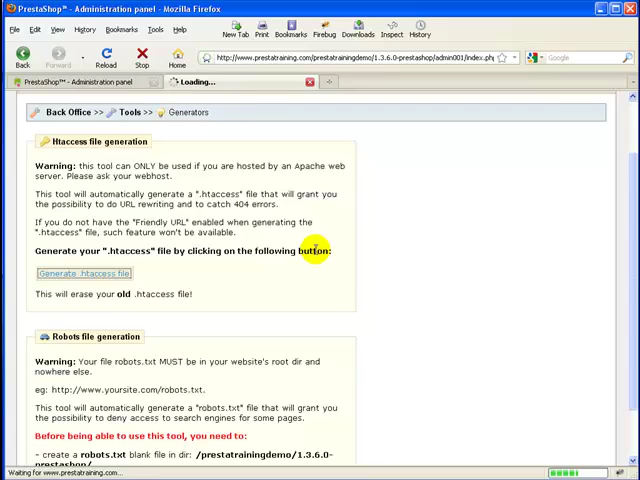 PrestaShop™ - Administration panel - Mozilla Firefox
File Edit View History Bookmarks Tools Help
New Tab Print Bookmarks Firebug Downloads Inspect History
Back Forward Reload Stop Home
http://www.prestatraining.com/prestatrainingdemo/1.3.6.0-prestashop/admin001/index.php
Google
PrestaShop™ - Administration panel
Loading...
Back Office >> Tools >> Generators
Htaccess file generation
Warning: this tool can ONLY be used if you are hosted by an Apache web
server. Please ask your webhost.
This tool will automatically generate a ".htaccess" file that will grant you
the possibility to do URL rewriting and to catch 404 errors.
If you do not have the "Friendly URL" enabled when generating the
".htaccess" file, such feature won't be available.
Generate your ".htaccess" file by clicking on the following button:
Generate .htaccess file
This will erase your old .htaccess file!
Robots file generation
Warning: Your file robots.txt MUST be in your website's root dir and
nowhere else.
eg: http://www.yoursite.com/robots.txt.
This tool will automatically generate a "robots.txt" file that will grant you
the possibility to deny access to search engines for some pages.
Before being able to use this tool, you need to:
- create a robots.txt blank file in dir: /prestatrainingdemo/1.3.6.0-
prestashop/
Waiting for www.prestatraining.com...